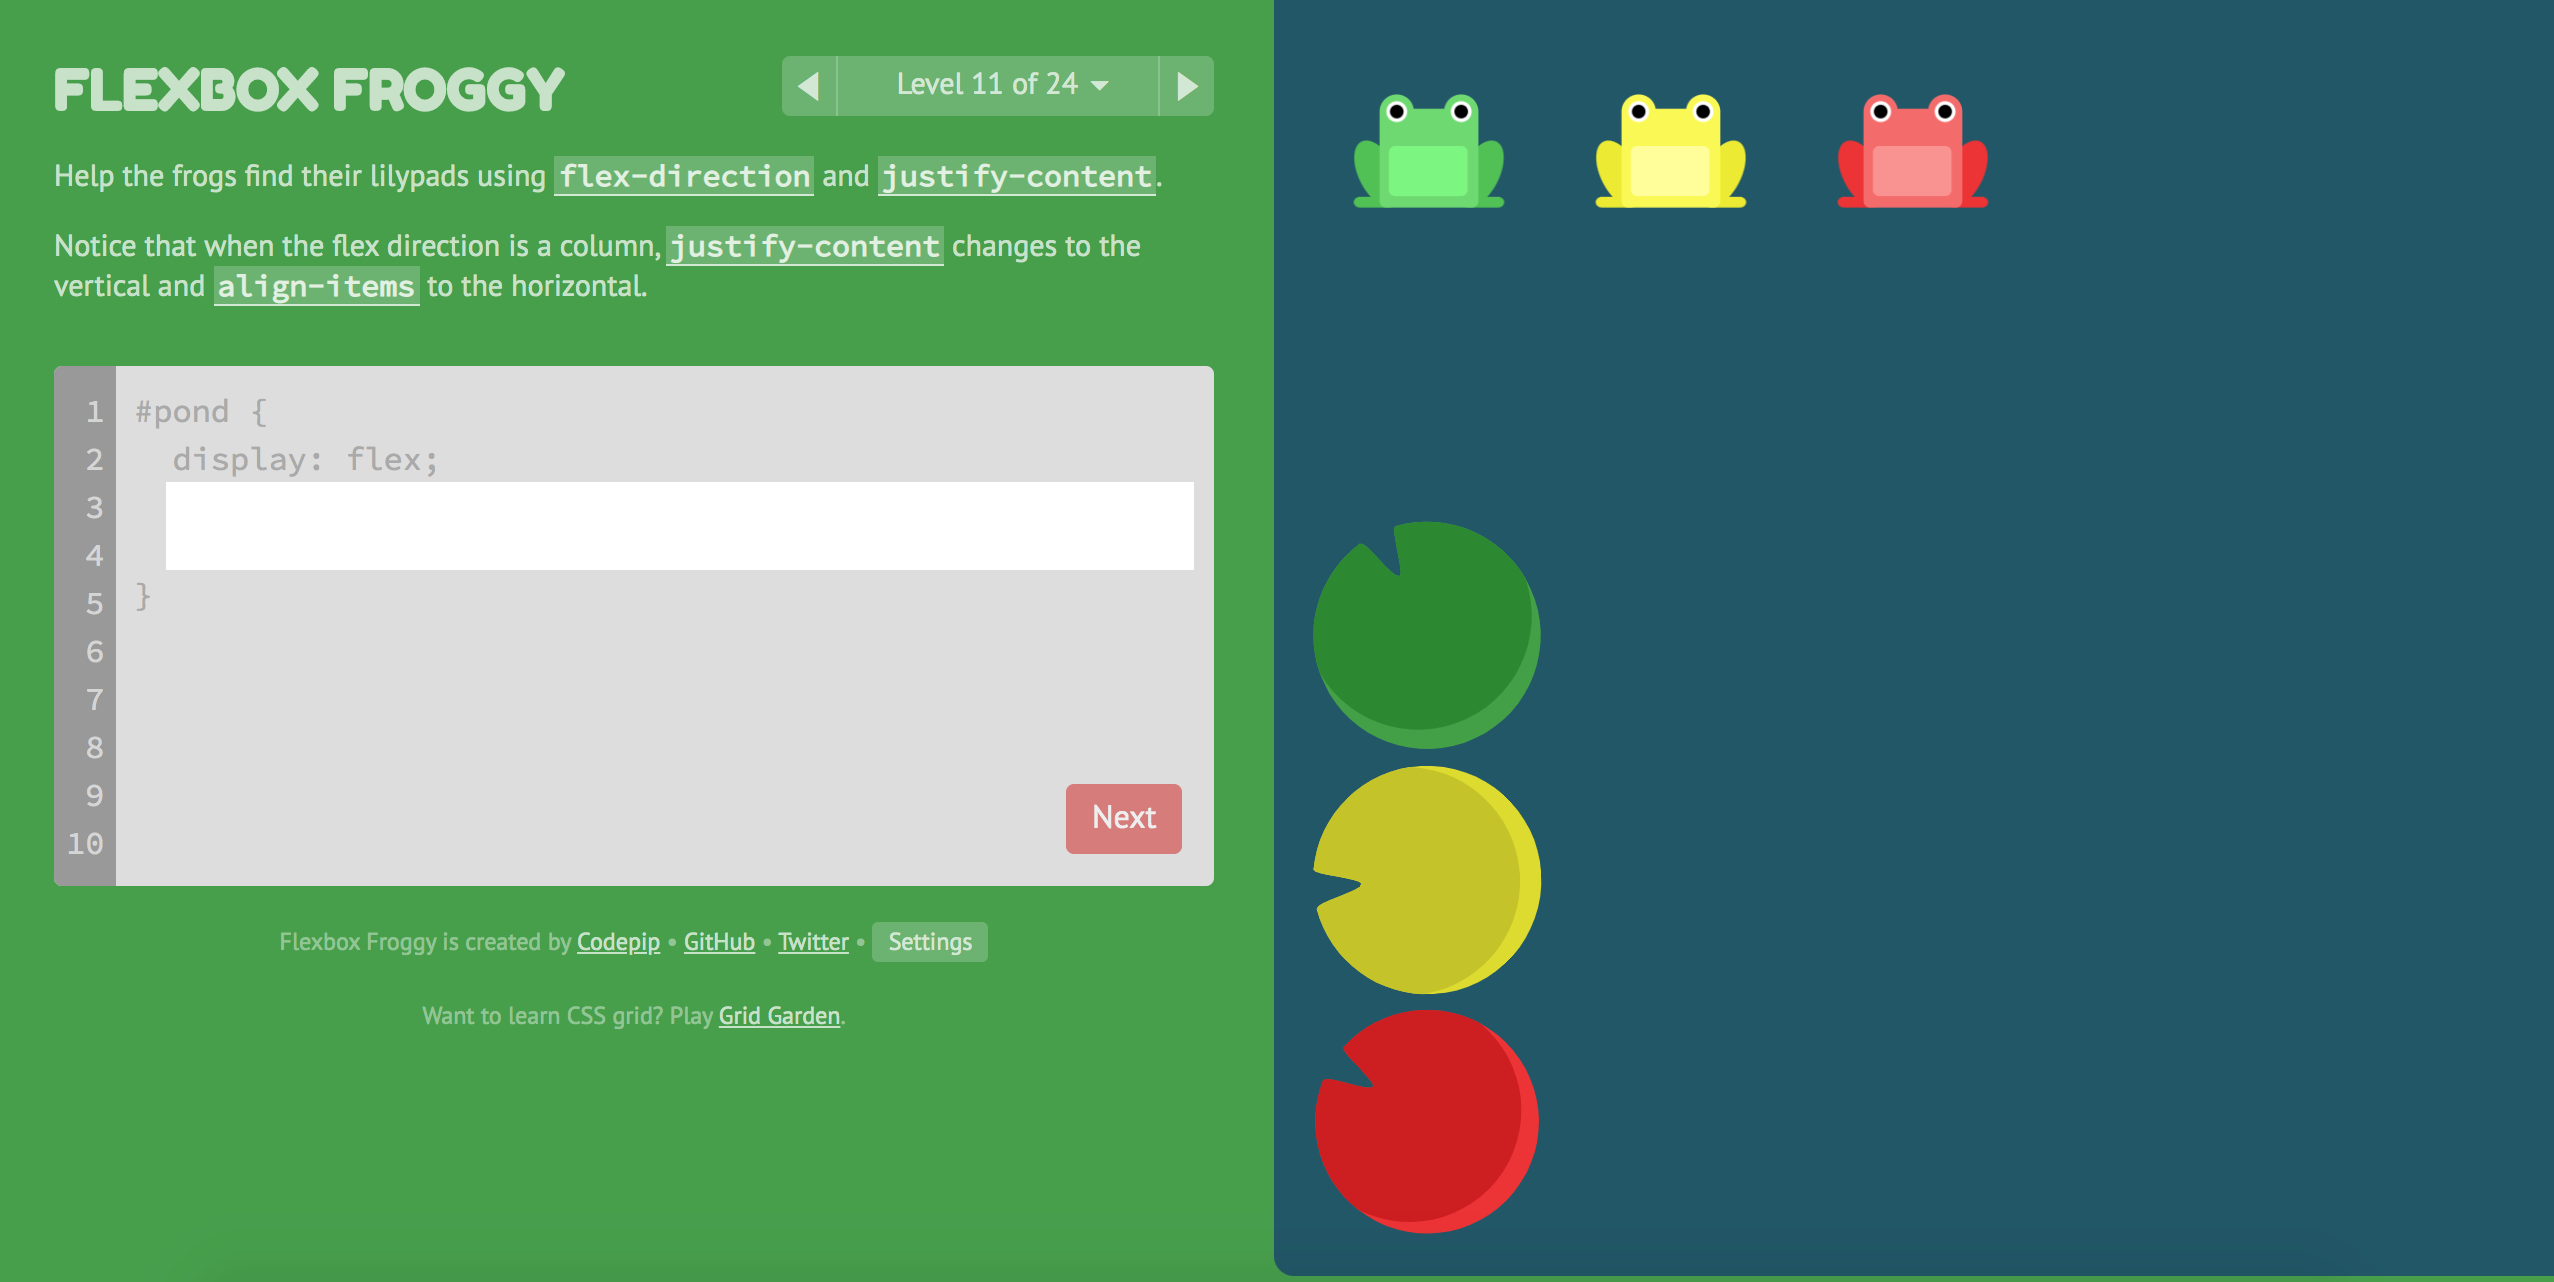 FLEXBOX FROGGY
Level 11 of 24
Help the frogs find their lilypads using flex-direction and justify-content.
Notice that when the flex direction is a column, justify-content changes to the
vertical and align-items to the horizontal.
1 #pond {
2 display: flex;
3
4
5 }
6
7
8
9
10
Next
Flexbox Froggy is created by Codepip • GitHub • Twitter • Settings
Want to learn CSS grid? Play Grid Garden.